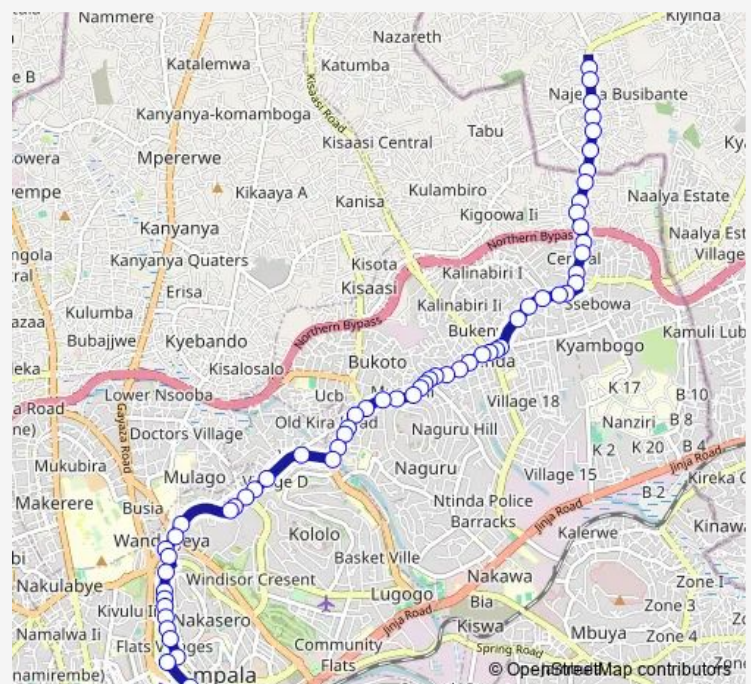 Nammere
Kiyinda
Nazareth
Katalemwa
Katumba
e B
Kisaasi Road
Busibante
Kanyanya-komamboga
Tabu
Kisaasi Central
owera
Mpererwe
empe
Kikaaya A
Kulambiro
Naalya Estate
Kanisa
Kigoowa Ii
Kanyanya
Northern Bypas
Naalya Est
Village
ngola
ral
Kanyanya Quaters
Kisota
Kalinabiri I
Erisa
Kisaasi
Kalinabiri Ii
Ssebowa
Kulumba
azaa
Northern Bypass
Kamuli Lub
Bubajjwe
Kyebando
Kyambogo
Bukoto
eka
Kisalosalo
Lower Nsooba
Ucb
K 17
B 10
a Road
ne)
Gayaza Road
Village 18
Old Kira
Doctors Village
Naguru Hill
Nanziri
B 8
K 2
K 20
B 4
Jinja Road
Mukubira
Mulago
Naguru
Village 15
Kireka
B 2
Makerere
Busia
Ntinda Police
Barracks
Jinja Road
Kinaw
Kololo
Kalerwe
bi
Basket Ville
Nakulabye
Windsor Cresent
Nakawa
Zone I
Lugogo
Bia
Kivulu
Nakasero
Jinja Road
Kiswa
Zone 3
Namalwa Ii
Mbuya
Zone 4
Flats
Community
Flats
Spring Road
namirembe)
mpala
© OpenStreetMap contributors